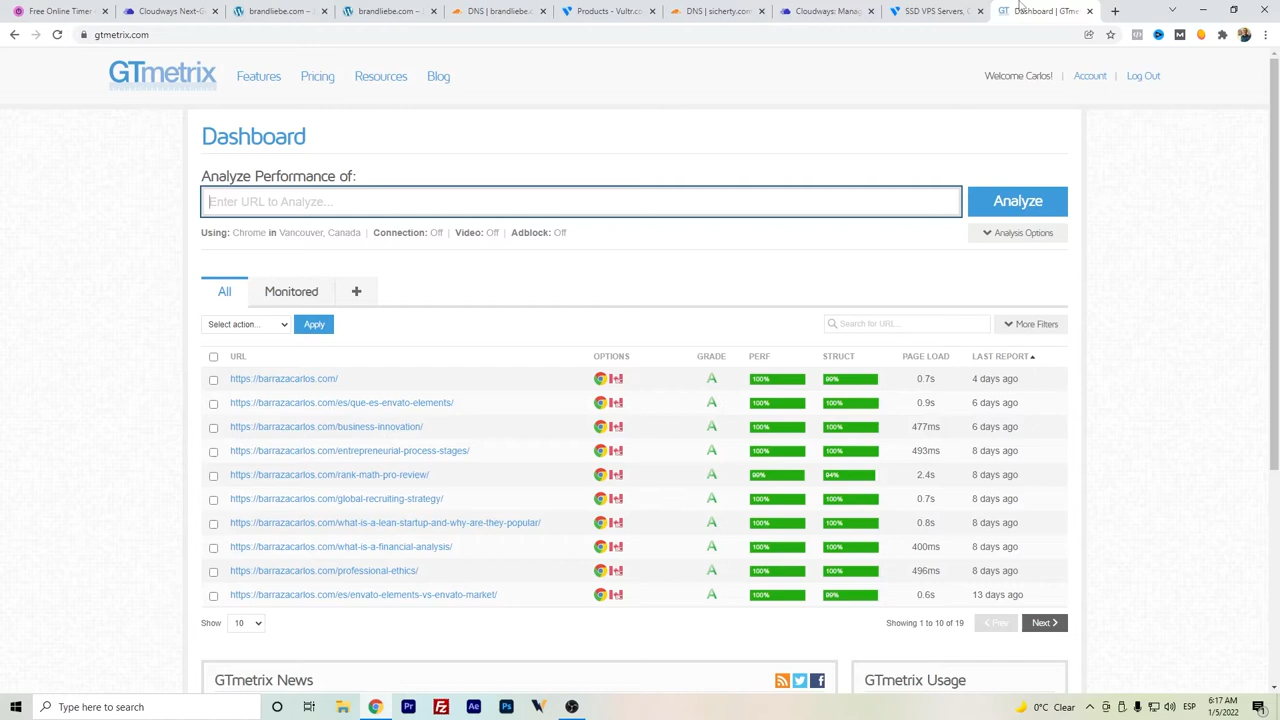 Dashboard | Timew
Cloudways Mana
(3) WhatsApp
brandliebe.com - B
brandliebe.com - B
DNS | brandliebe.c
Products - Vultr.co
DNS | sicherty.com
Cloudways | Manag
SSD VPS Servers, C
Dashboard | GTme
gtmetrix.com
GTmetrix
Features
Pricing
Resources
Blog
Welcome Carlos!
|
Account
|
Log Out
Dashboard
Analyze Performance of:
Enter URL to Analyze...
Analyze
Using: Chrome in Vancouver, Canada | Connection: Off | Video: Off | Adblock: Off
Analysis Options
All
Monitored
Select action...
Apply
Search for URL...
More Filters
URL OPTIONS GRADE PERF STRUCT PAGE LOAD LAST REPORT
https://barrazacarlos.com/ A 100% 99% 0.7s 4 days ago
https://barrazacarlos.com/es/que-es-envato-elements/ A 100% 100% 0.9s 6 days ago
https://barrazacarlos.com/business-innovation/ A 100% 100% 477ms 6 days ago
https://barrazacarlos.com/entrepreneurial-process-stages/ A 100% 100% 493ms 8 days ago
https://barrazacarlos.com/rank-math-pro-review/ A 99% 94% 2.4s 8 days ago
https://barrazacarlos.com/global-recruiting-strategy/ A 100% 100% 0.7s 8 days ago
https://barrazacarlos.com/what-is-a-lean-startup-and-why-are-they-popular/ A 100% 100% 0.8s 8 days ago
https://barrazacarlos.com/what-is-a-financial-analysis/ A 100% 100% 400ms 8 days ago
https://barrazacarlos.com/professional-ethics/ A 100% 100% 496ms 8 days ago
https://barrazacarlos.com/es/envato-elements-vs-envato-market/ A 100% 99% 0.6s 13 days ago
Show 10
Showing 1 to 10 of 19
Prev
Next
GTmetrix News
GTmetrix Usage
Type here to search
Pr
Fz
Ae
Ps
0°C Clear
ESP
6:17 AM
1/5/2022